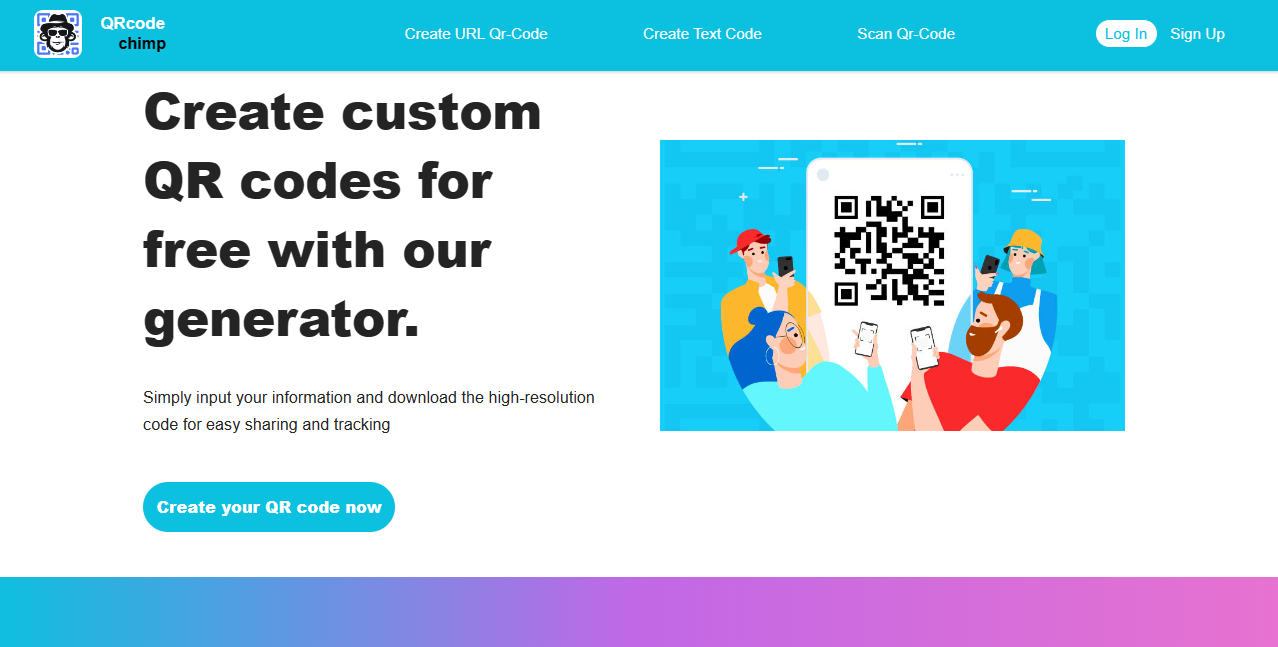 QRcode
chimp
Create URL Qr-Code
Create Text Code
Scan Qr-Code
Log In
Sign Up
Create custom
QR codes for
free with our
generator.
Simply input your information and download the high-resolution
code for easy sharing and tracking
Create your QR code now